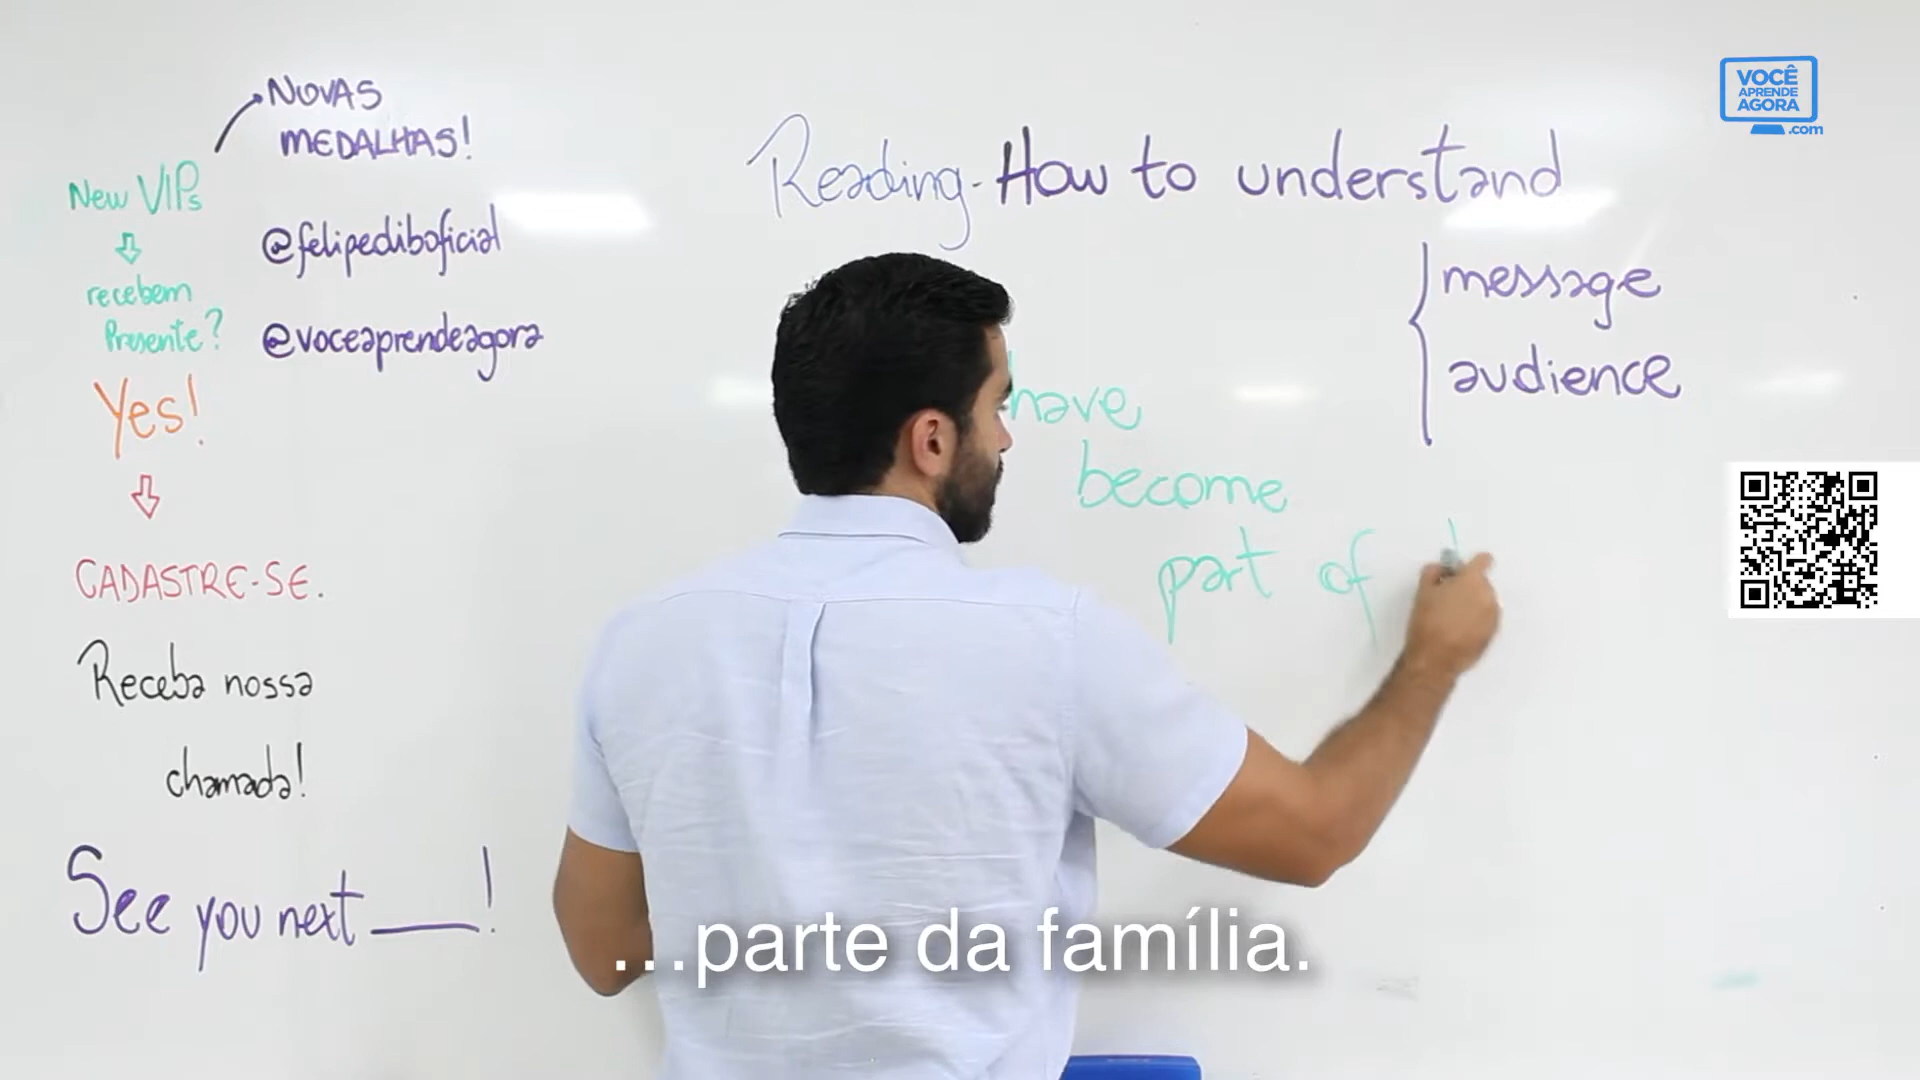 NOVAS
MEDALHAS!
New VIPs
recebem
Presente?
Yes!
CADASTRE-SE.
Receba nossa
chamada!
See you next ____!
@felipediboficial
@voceaprendeagora
Reading - How to understand
message
audience
have
become
part of
VOCÊ
APRENDE
AGORA
.com
...parte da família.